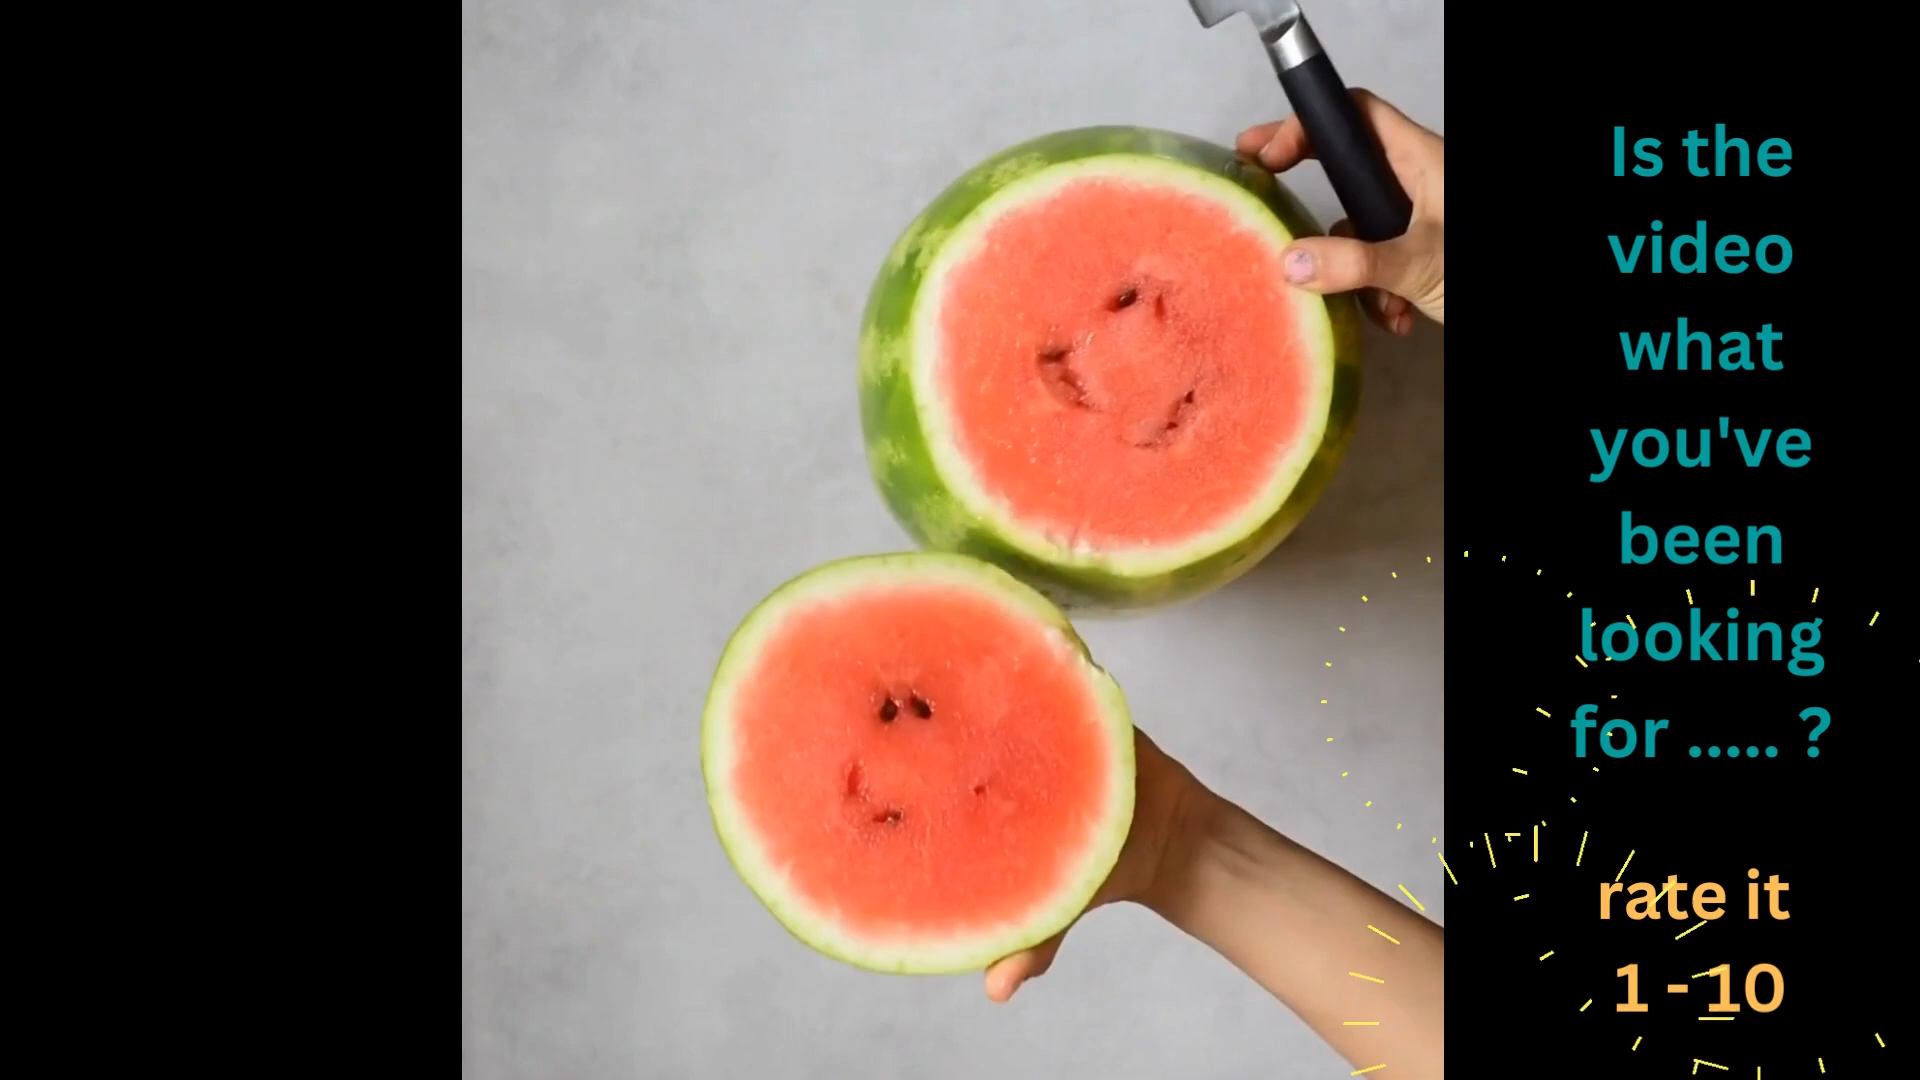 Is the
video
what
you've
been
looking
for ..... ?
rate it
1 - 10